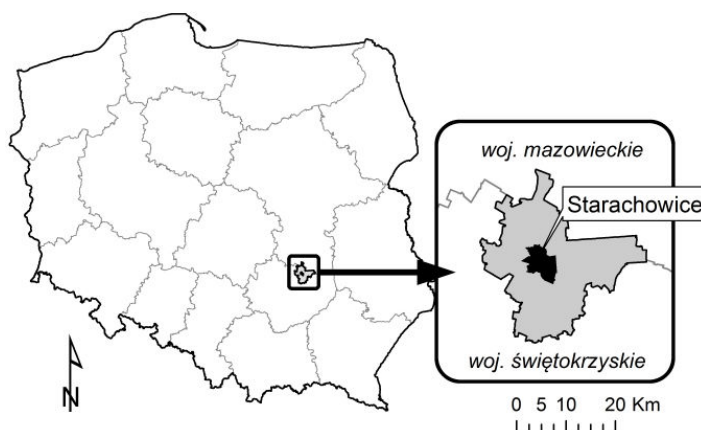 woj. mazowieckie
Starachowice
woj. świętokrzyskie
N
0 5 10 20 Km